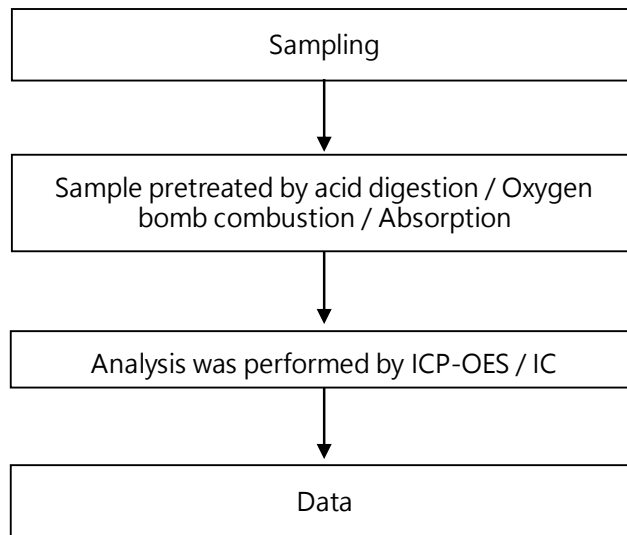 Sampling
Sample pretreated by acid digestion / Oxygen
bomb combustion / Absorption
Analysis was performed by ICP-OES / IC
Data